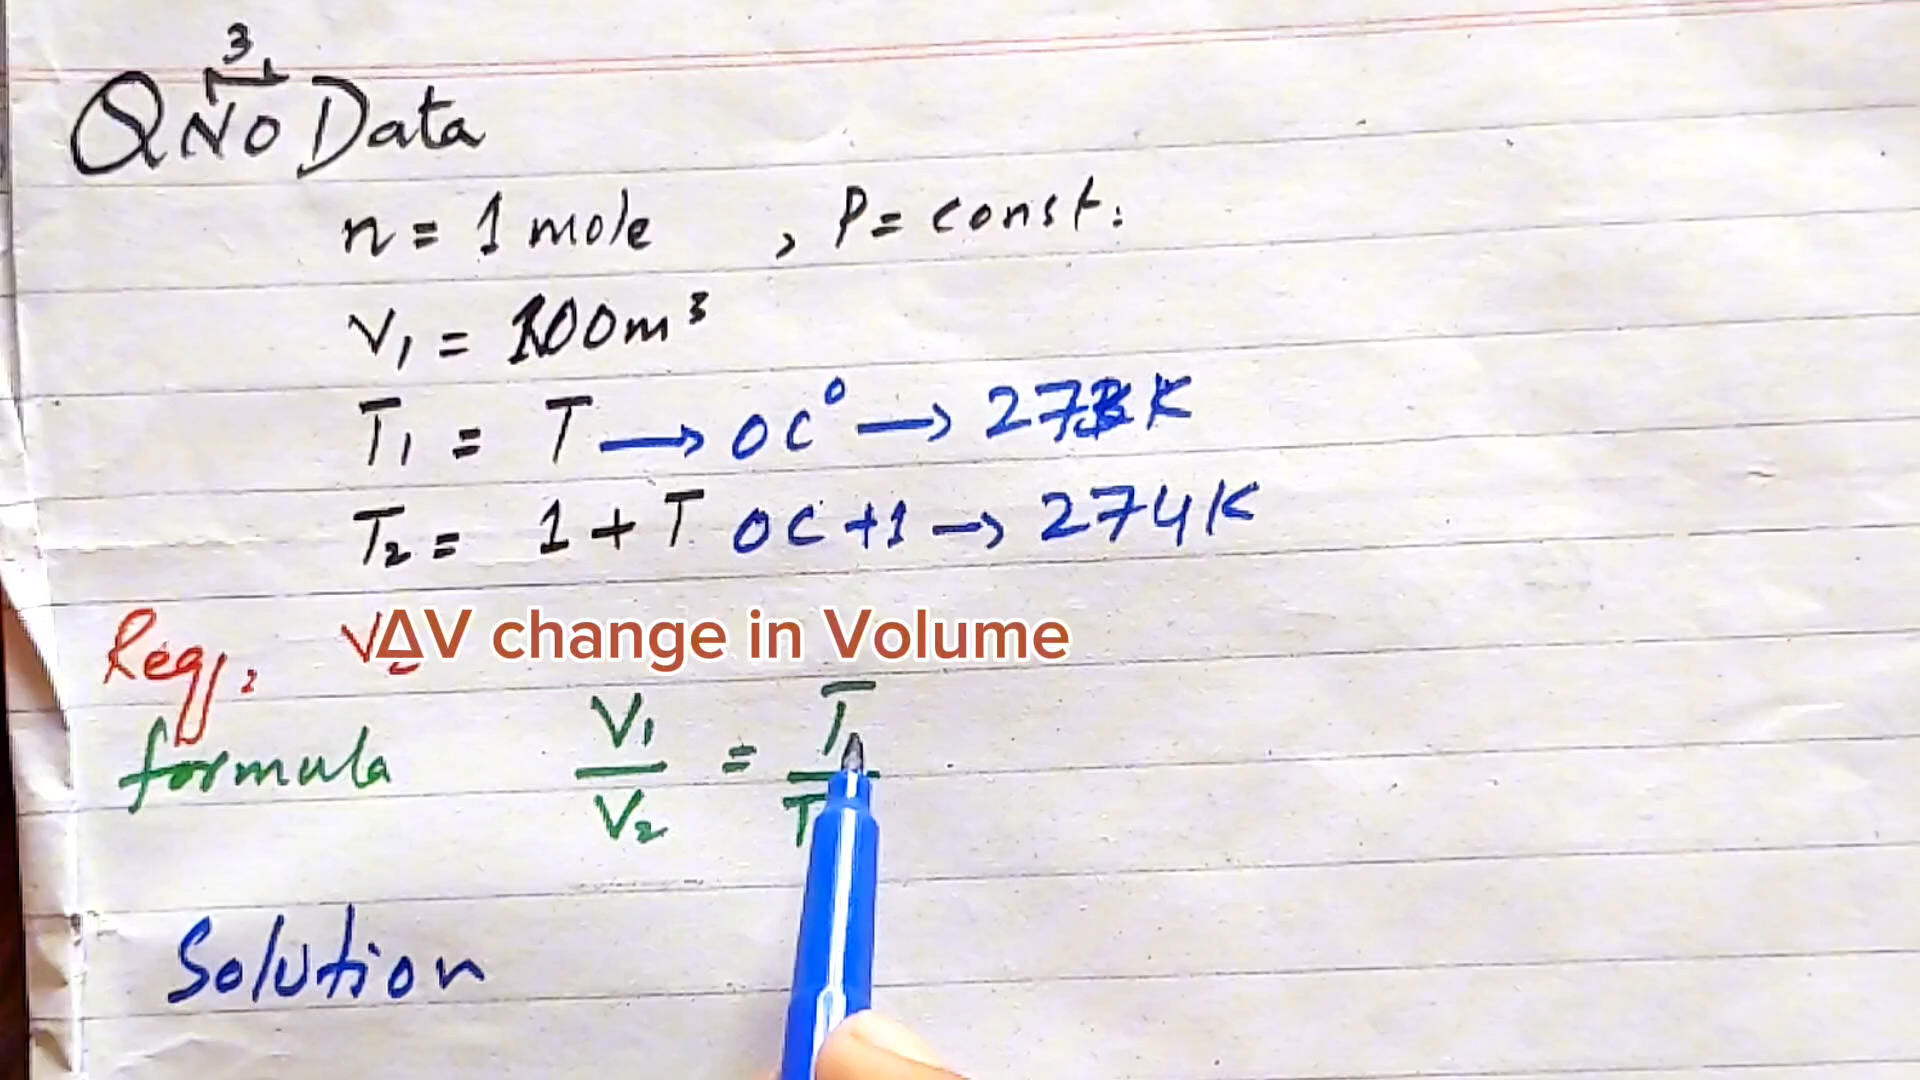 3
Q No Data
n = 1 mole , P = const:
V₁ = 100m³
T₁ = T → 0C° → 273K
T₂ = 1 + T 0C +1 → 274K
Req, ΔV change in Volume
formula V₁/V₂ = T₁/T
Solution